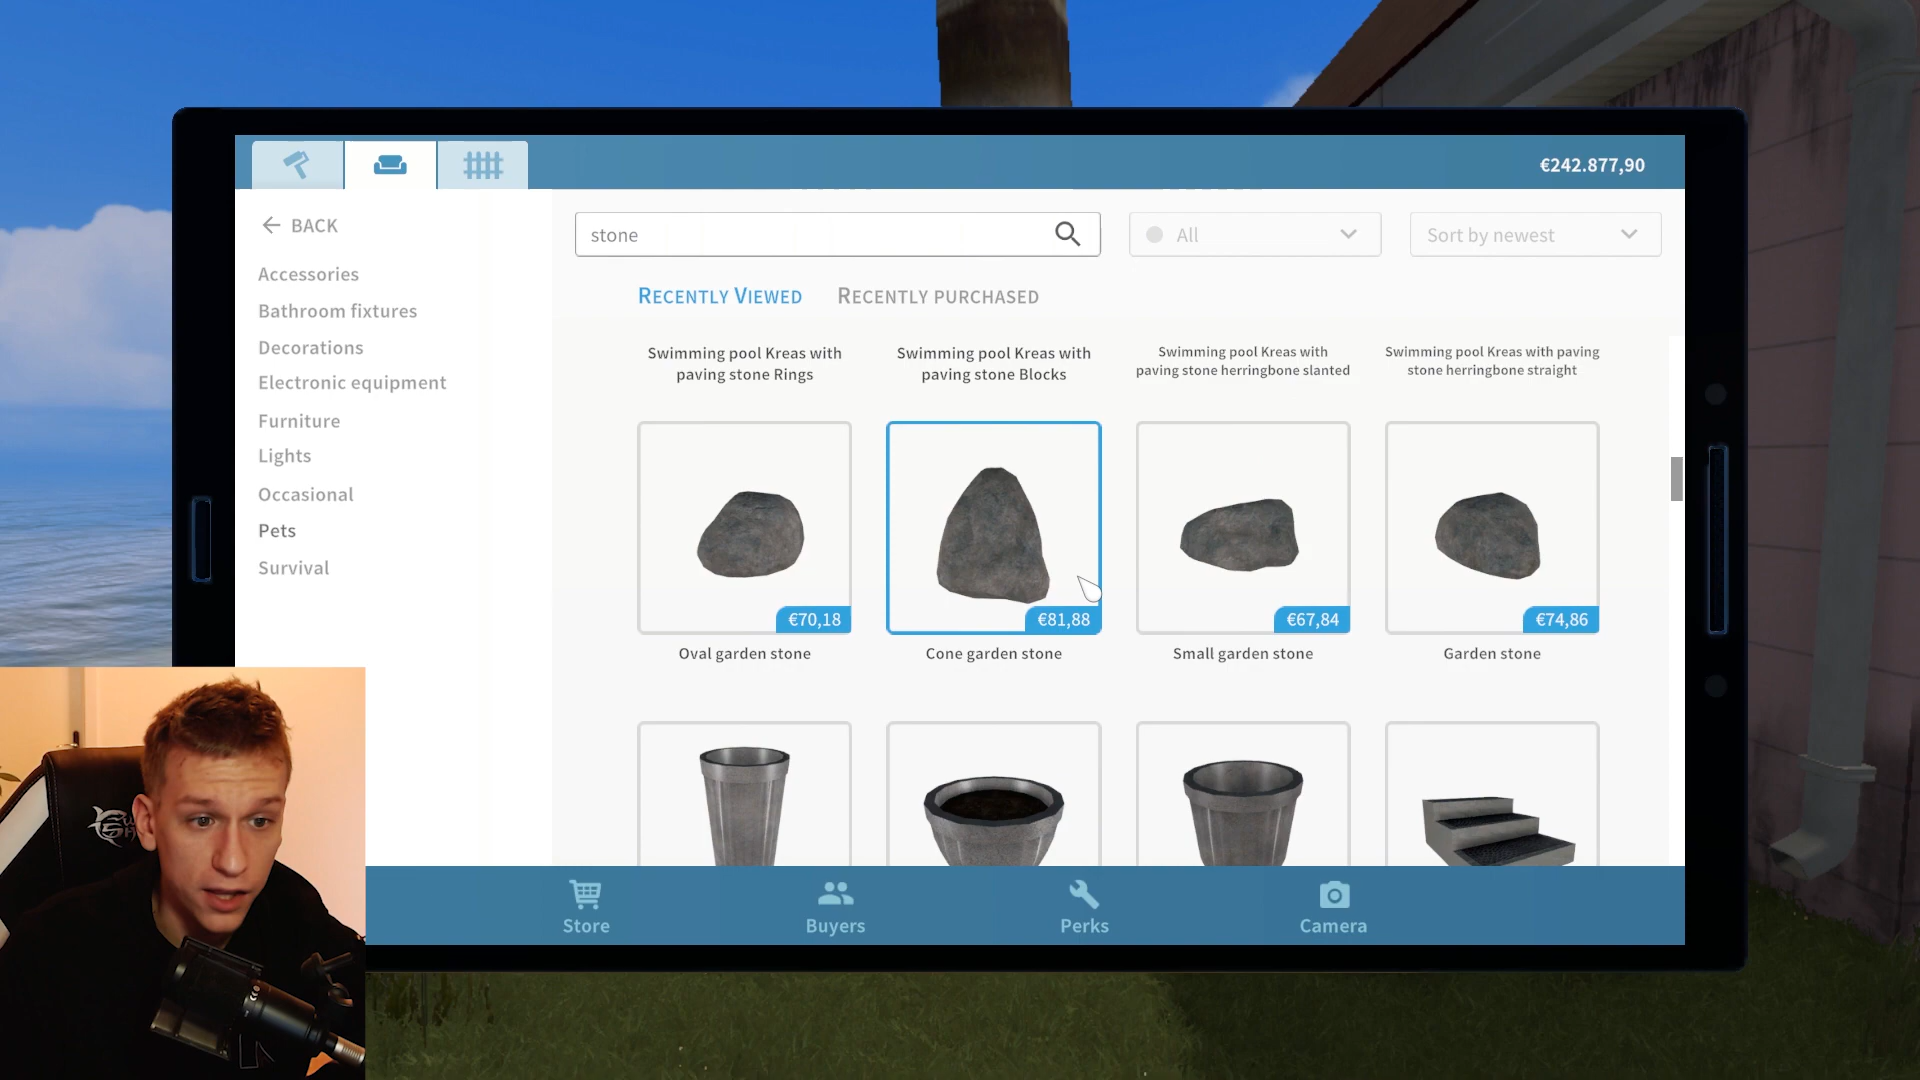 €242.877,90
BACK
stone
All
Sort by newest
RECENTLY VIEWED
RECENTLY PURCHASED
Accessories
Bathroom fixtures
Decorations
Electronic equipment
Furniture
Lights
Occasional
Pets
Survival
Swimming pool Kreas with
paving stone Rings
Swimming pool Kreas with
paving stone Blocks
Swimming pool Kreas with
paving stone herringbone slanted
Swimming pool Kreas with paving
stone herringbone straight
€70,18
€81,88
€67,84
€74,86
Oval garden stone
Cone garden stone
Small garden stone
Garden stone
Store
Buyers
Perks
Camera